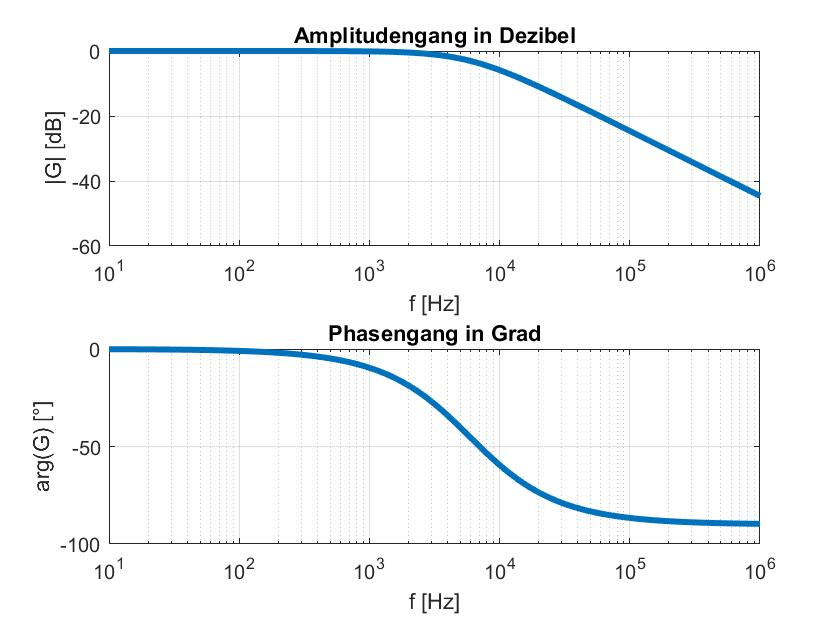 Amplitudengang in Dezibel
0
-20
-40
-60
|G| [dB]
10^1 10^2 10^3 10^4 10^5 10^6
f [Hz]
Phasengang in Grad
0
-50
-100
arg(G) [°]
10^1 10^2 10^3 10^4 10^5 10^6
f [Hz]